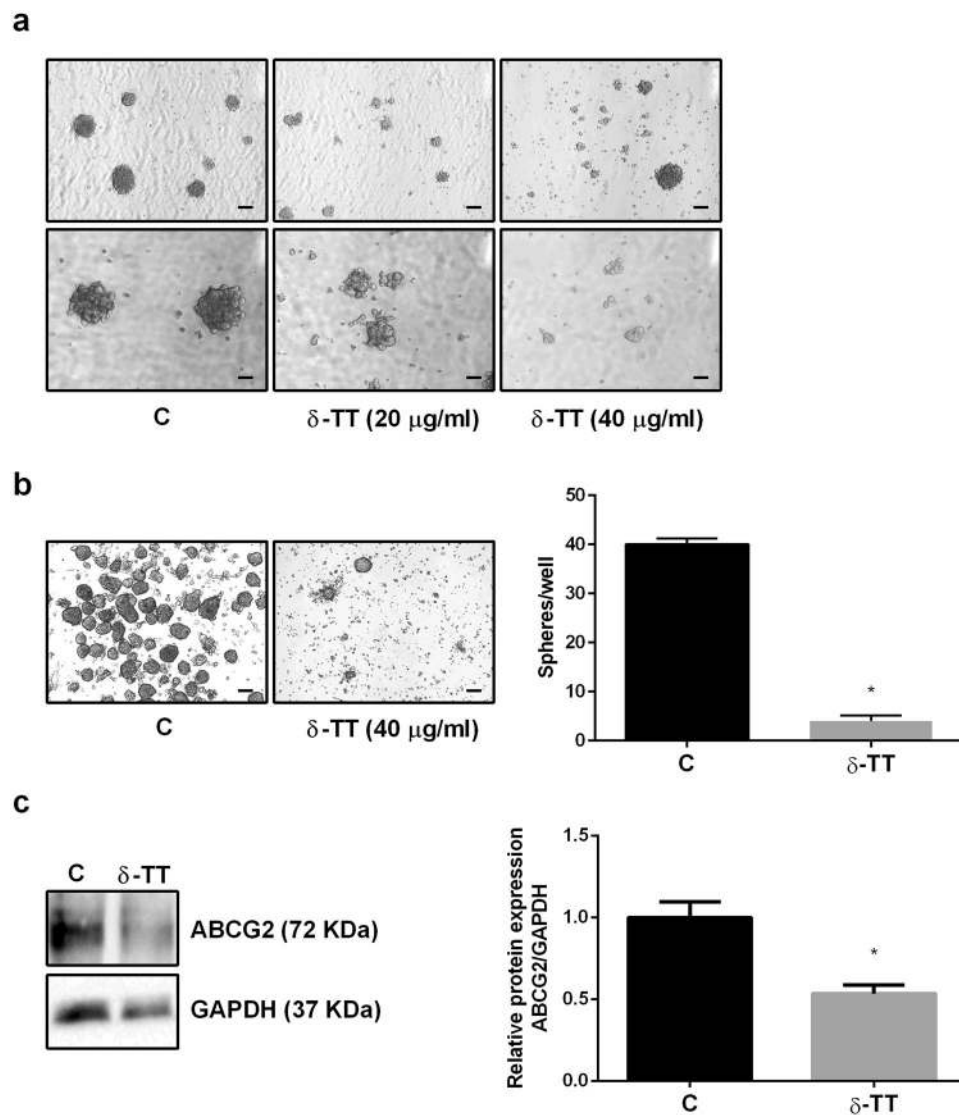 a
C
δ-TT (20 μg/ml)
δ-TT (40 μg/ml)
b
C
δ-TT (40 μg/ml)
Spheres/well
50
40
30
20
10
0
*
C
δ-TT
c
C
δ-TT
ABCG2 (72 KDa)
GAPDH (37 KDa)
Relative protein expression
ABCG2/GAPDH
1.5
1.0
0.5
0.0
*
C
δ-TT